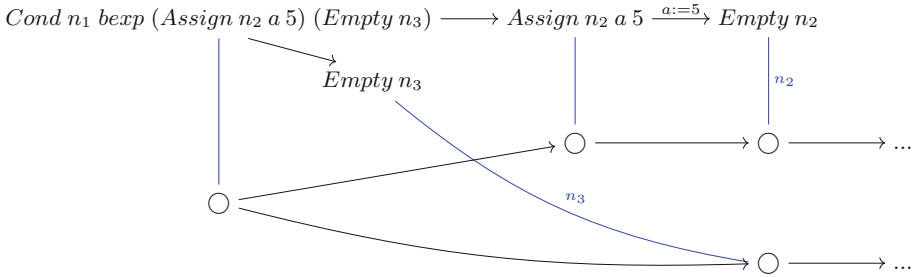 Cond n₁ bexp (Assign n₂ a 5) (Empty n₃) Assign n₂ a 5 a:=5 Empty n₂
Empty n₃
n₂
...
n₃
...